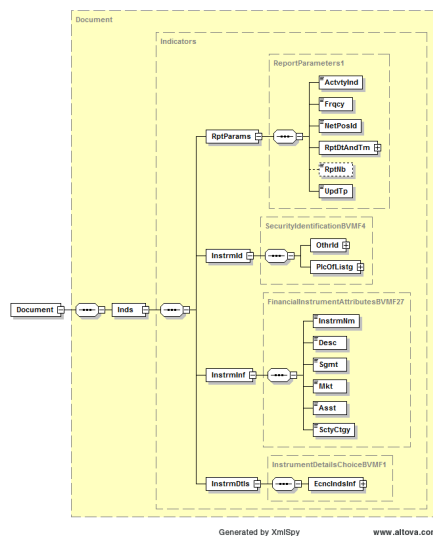 Document
Indicators
ReportParameters1
ActvtyInd
Frqcy
NetPosId
RptParams
RptDtAndTm
RptNb
UpdTp
SecurityIdentificationBVMF4
OthrId
InstrmId
PlcOfListg
FinancialInstrumentAttributesBVMF27
Document
Inds
InstrmNm
Desc
Sgmt
InstrmInf
Mkt
Asst
SctyCtgy
InstrumentDetailsChoiceBVMF1
InstrmDtls
EcncIndsInf
Generated by XmlSpy
www.altova.com